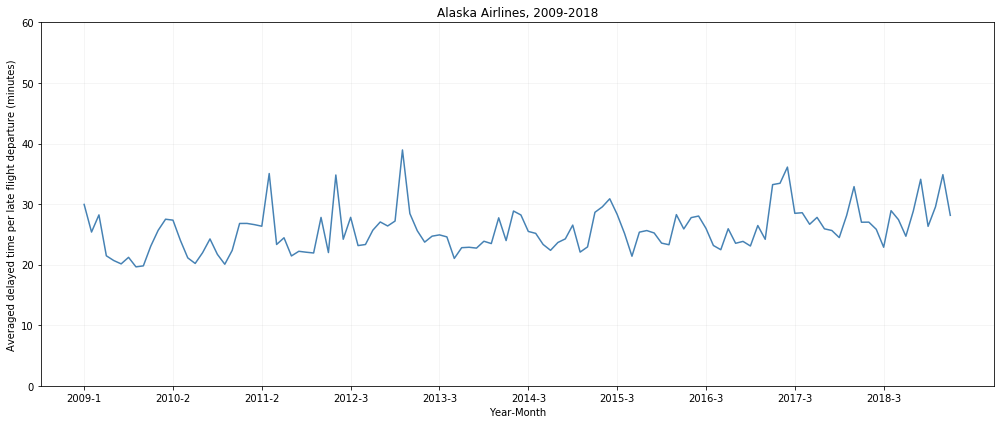 Alaska Airlines, 2009-2018
Averaged delayed time per late flight departure (minutes)
60
50
40
30
20
10
0
2009-1 2010-2 2011-2 2012-3 2013-3 2014-3 2015-3 2016-3 2017-3 2018-3
Year-Month